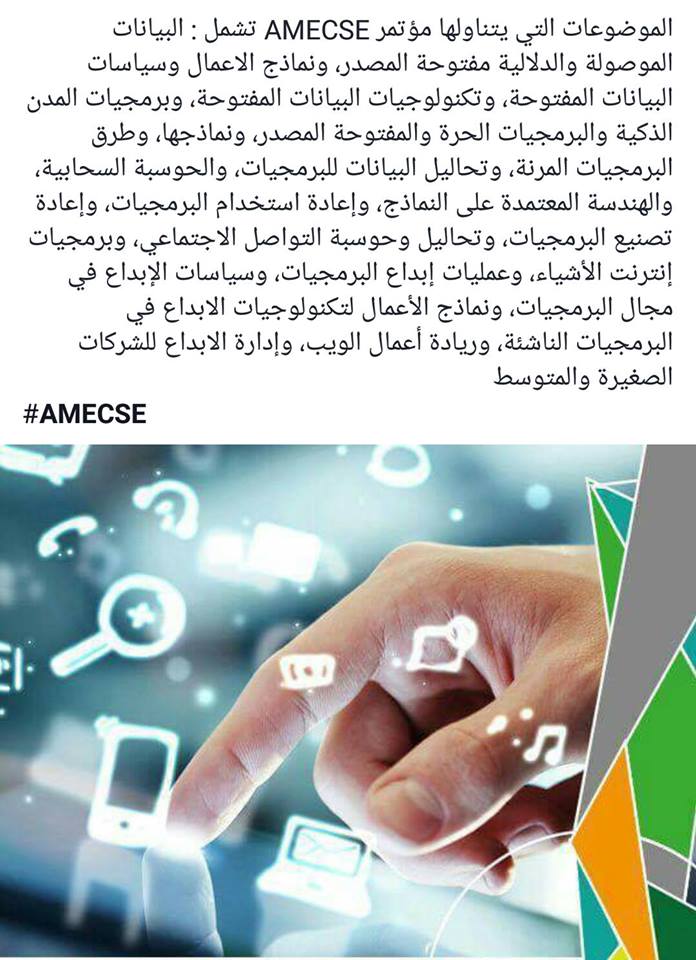 الموضوعات التي يتناولها مؤتمر AMECSE تشمل : البيانات
الموصولة والدلالية مفتوحة المصدر، ونماذج الاعمال وسياسات
البيانات المفتوحة، وتكنولوجيات البيانات المفتوحة، وبرمجيات المدن
الذكية والبرمجيات الحرة والمفتوحة المصدر، ونماذجها، وطرق
البرمجيات المرنة، وتحاليل البيانات للبرمجيات، والحوسبة السحابية،
والهندسة المعتمدة على النماذج، وإعادة استخدام البرمجيات، وإعادة
تصنيع البرمجيات، وتحاليل وحوسبة التواصل الاجتماعي، وبرمجيات
إنترنت الأشياء، وعمليات إبداع البرمجيات، وسياسات الإبداع في
مجال البرمجيات، ونماذج الأعمال لتكنولوجيات الابداع في
البرمجيات الناشئة، وريادة أعمال الويب، وإدارة الابداع للشركات
الصغيرة والمتوسط
#AMECSE